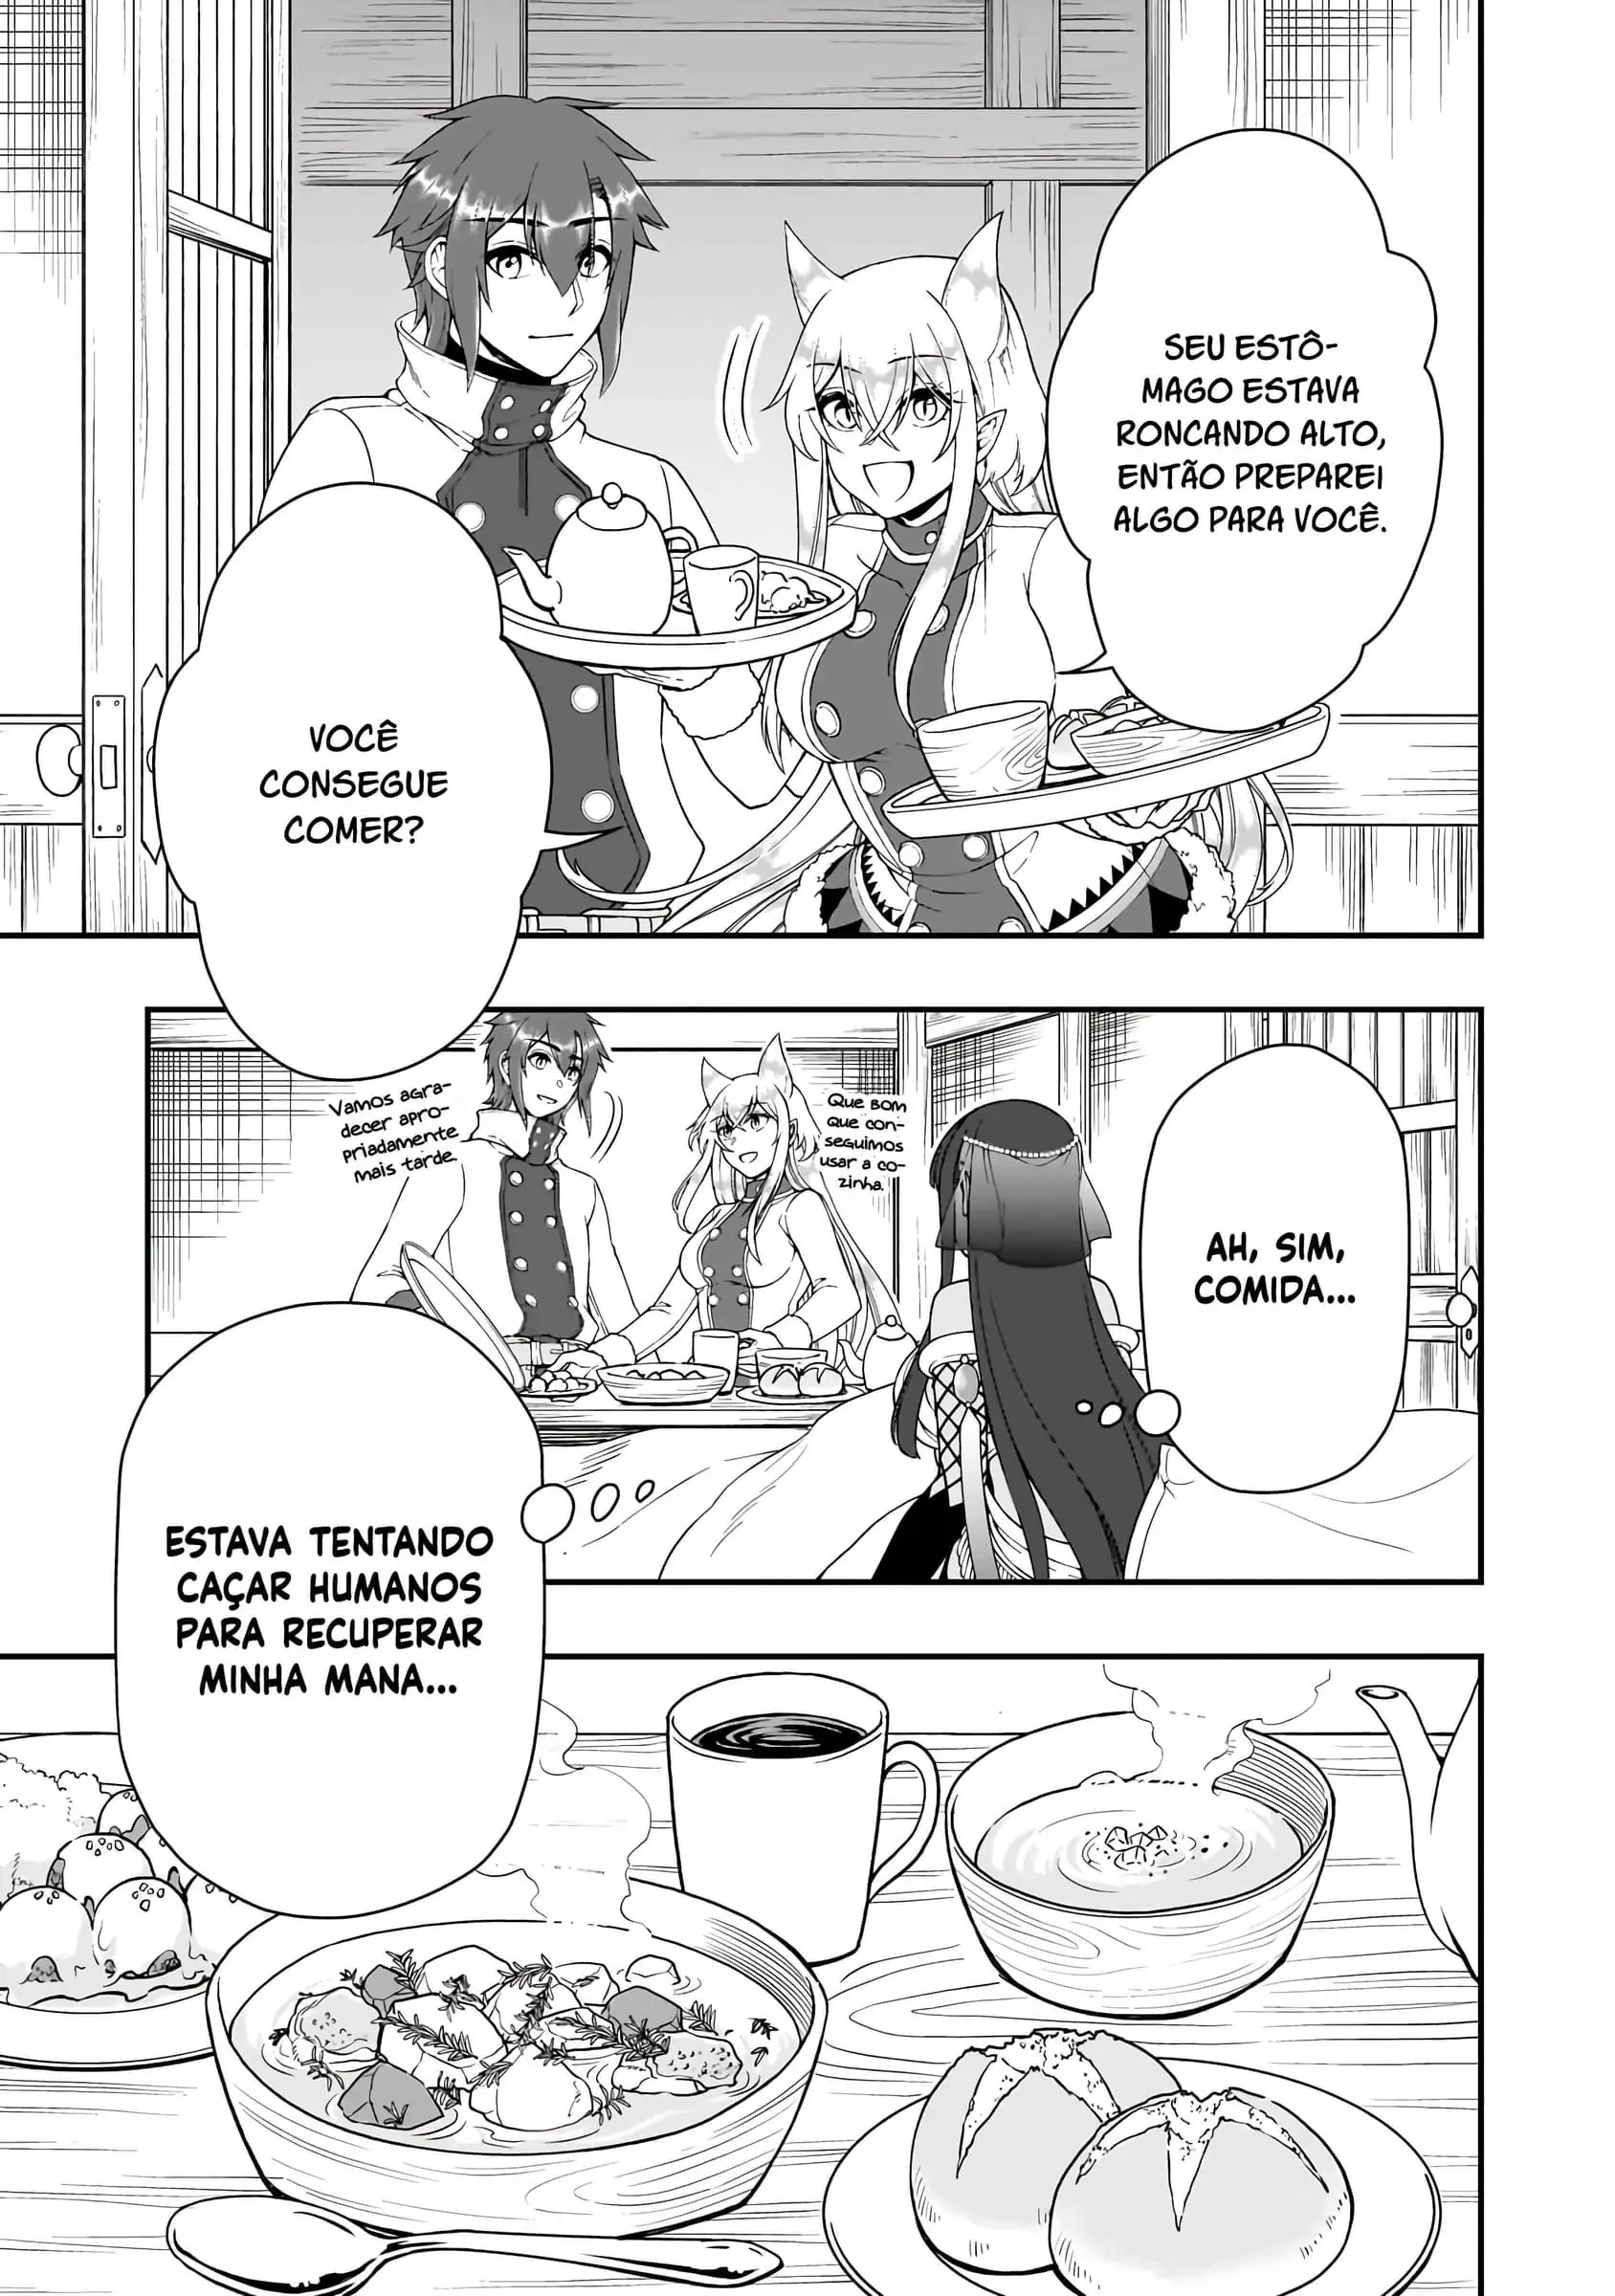 SEU ESTÔ-
MAGO ESTAVA
RONCANDO ALTO,
ENTÃO PREPAREI
ALGO PARA VOCÊ.
VOCÊ
CONSEGUE
COMER?
Que bom
que con-
seguimos
usar a co-
zinha.
Vamos agra-
decer apro-
priadamente
mais tarde.
AH, SIM,
COMIDA...
ESTAVA TENTANDO
CAÇAR HUMANOS
PARA RECUPERAR
MINHA MANA...